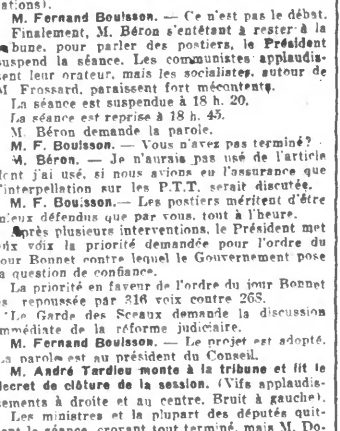 ations).
M. Fernand Bouisson. — Ce n'est pas le débat.
Finalement, M. Béron s'entêtant à rester à la
bune, pour parler des postiers, le Président
uspend la séance. Les communistes applaudis-
sent leur orateur, mais les socialistes, autour de
M Frossard, paraissent fort mécontents.
La séance est suspendue à 18 h. 20.
La séance est reprise à 18 h. 45.
M. Béron demande la parole.
M. F. Bouisson. — Vous n'avez pas terminé?
M. Béron. — Je n'aurais pas usé de l'article
dont j'ai usé, si nous avions eu l'assurance que
l'interpellation sur les P.T.T. serait discutée.
M. F. Bouisson. — Les postiers méritent d'être
mieux défendus que par vous, tout à l'heure.
Après plusieurs interventions, le Président met
aux voix la priorité demandée pour l'ordre du
jour Bonnet contre lequel le Gouvernement pose
la question de confiance.
La priorité en faveur de l'ordre du jour Bonnet
es repoussée par 316 voix contre 263.
Le Garde des Sceaux demande la discussion
immédiate de la réforme judiciaire.
M. Fernand Bouisson. — Le projet est adopté.
La parole est au président du Conseil.
M. André Tardieu monte à la tribune et lit le
decret de clôture de la session. (Vifs applaudis-
sements à droite et au centre. Bruit à gauche).
Les ministres et la plupart des députés quit-
ent la séance, croyant tout terminé, mais M. Do-